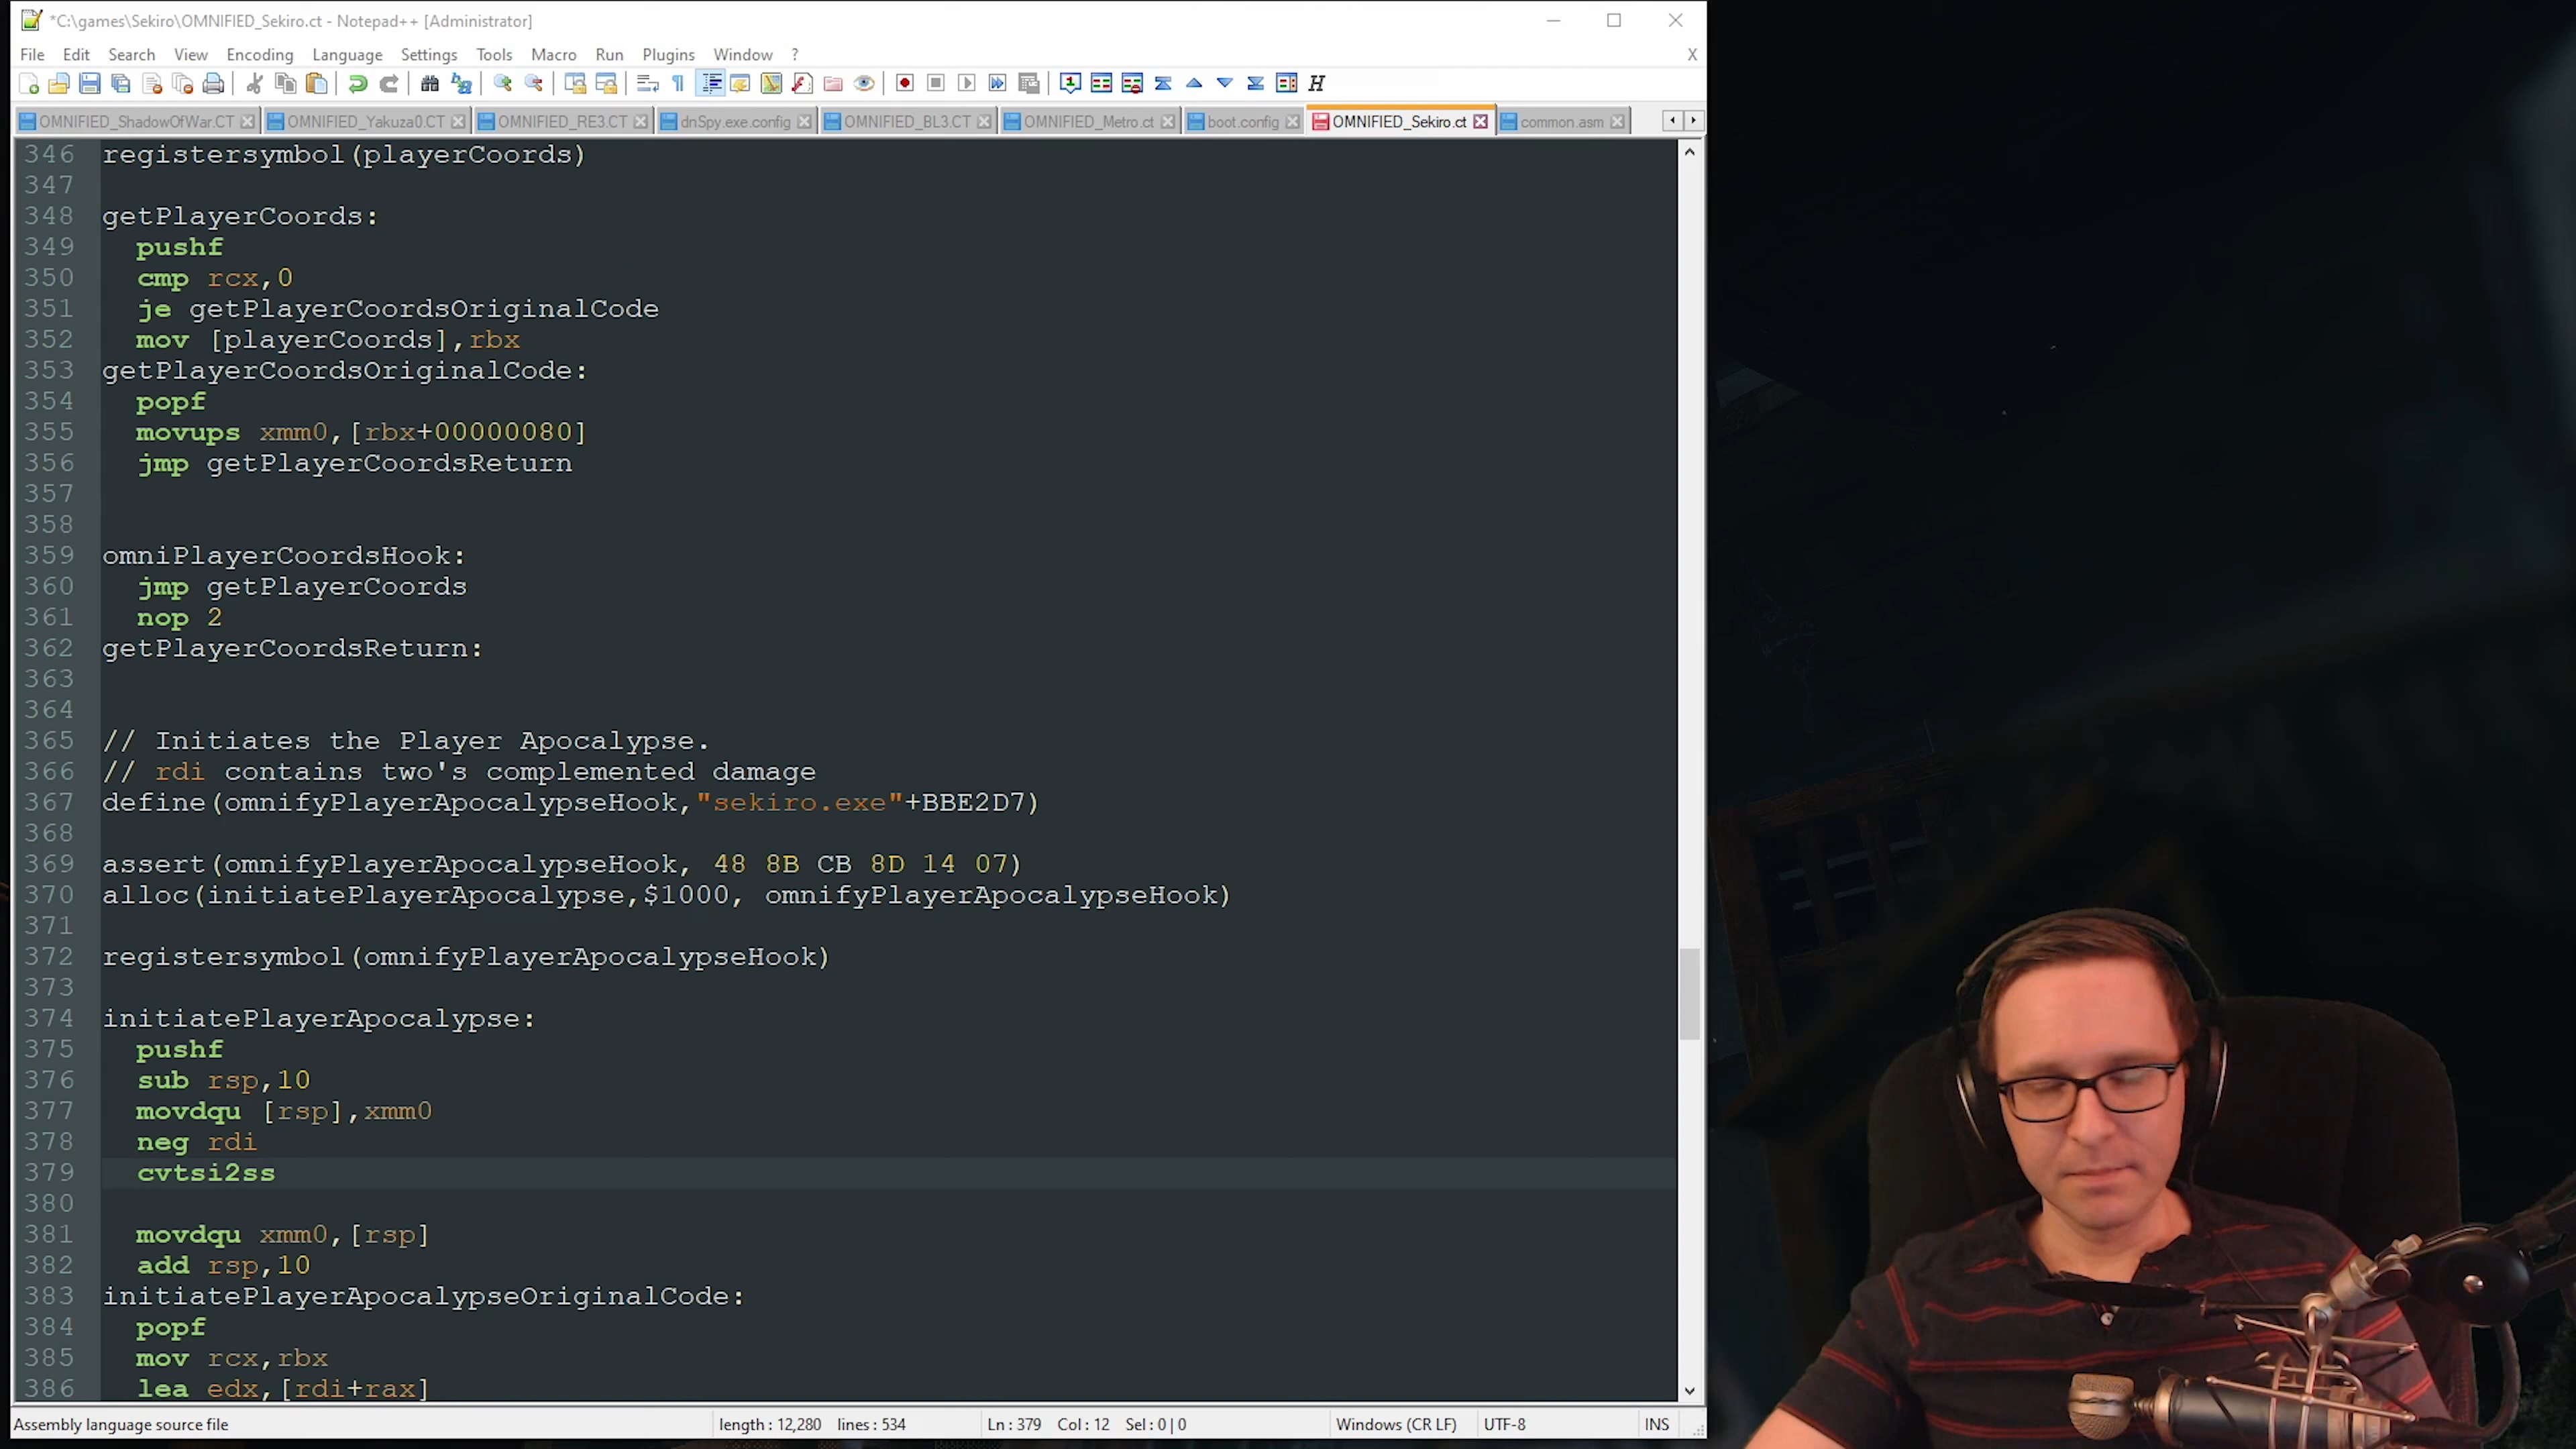 *C:\games\Sekiro\OMNIFIED_Sekiro.ct - Notepad++ [Administrator]
File Edit Search View Encoding Language Settings Tools Macro Run Plugins Window ? X
OMNIFIED_ShadowOfWar.CT OMNIFIED_Yakuza0.CT OMNIFIED_RE3.CT dnSpy.exe.config OMNIFIED_BL3.CT OMNIFIED_Metro.ct boot.config OMNIFIED_Sekiro.ct common.asm
346 registersymbol(playerCoords)
347
348 getPlayerCoords:
349 pushf
350 cmp rcx,0
351 je getPlayerCoordsOriginalCode
352 mov [playerCoords],rbx
353 getPlayerCoordsOriginalCode:
354 popf
355 movups xmm0,[rbx+00000080]
356 jmp getPlayerCoordsReturn
357
358
359 omniPlayerCoordsHook:
360 jmp getPlayerCoords
361 nop 2
362 getPlayerCoordsReturn:
363
364
365 // Initiates the Player Apocalypse.
366 // rdi contains two's complemented damage
367 define(omnifyPlayerApocalypseHook,"sekiro.exe"+BBE2D7)
368
369 assert(omnifyPlayerApocalypseHook, 48 8B CB 8D 14 07)
370 alloc(initiatePlayerApocalypse,$1000, omnifyPlayerApocalypseHook)
371
372 registersymbol(omnifyPlayerApocalypseHook)
373
374 initiatePlayerApocalypse:
375 pushf
376 sub rsp,10
377 movdqu [rsp],xmm0
378 neg rdi
379 cvtsi2ss
380
381 movdqu xmm0,[rsp]
382 add rsp,10
383 initiatePlayerApocalypseOriginalCode:
384 popf
385 mov rcx,rbx
386 lea edx,[rdi+rax]
Assembly language source file length : 12,280 lines : 534 Ln : 379 Col : 12 Sel : 0 | 0 Windows (CR LF) UTF-8 INS